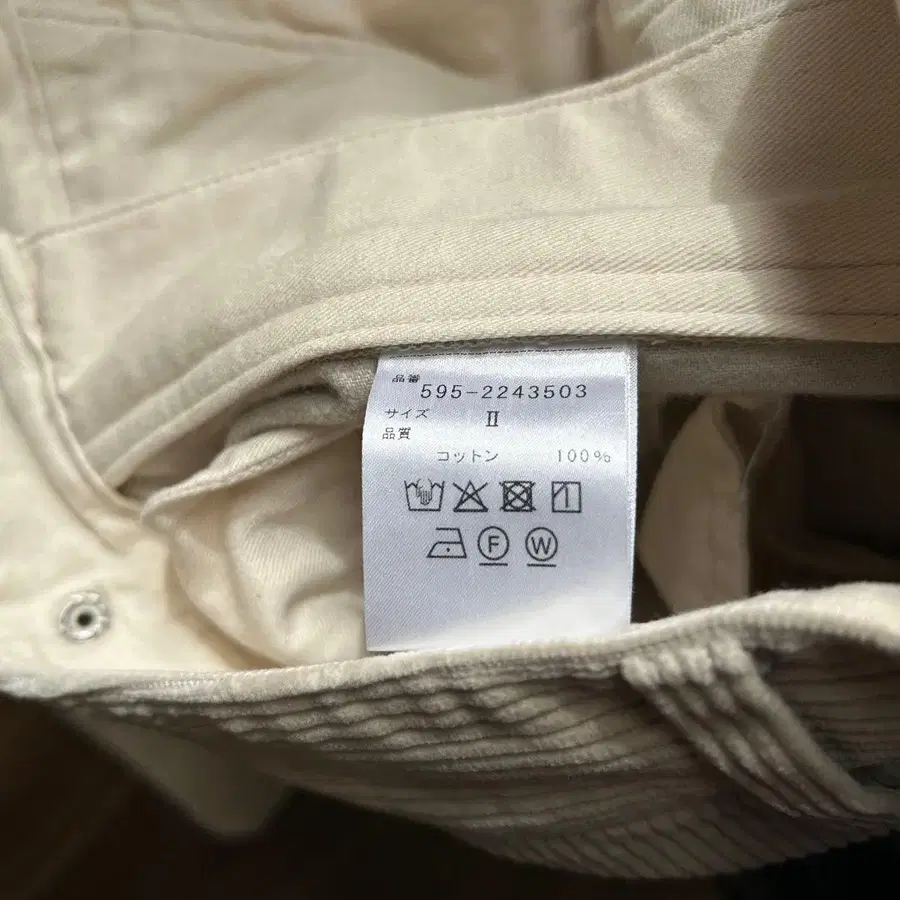 品番
595-2243503
サイズ II
品質
コットン 100%
F W